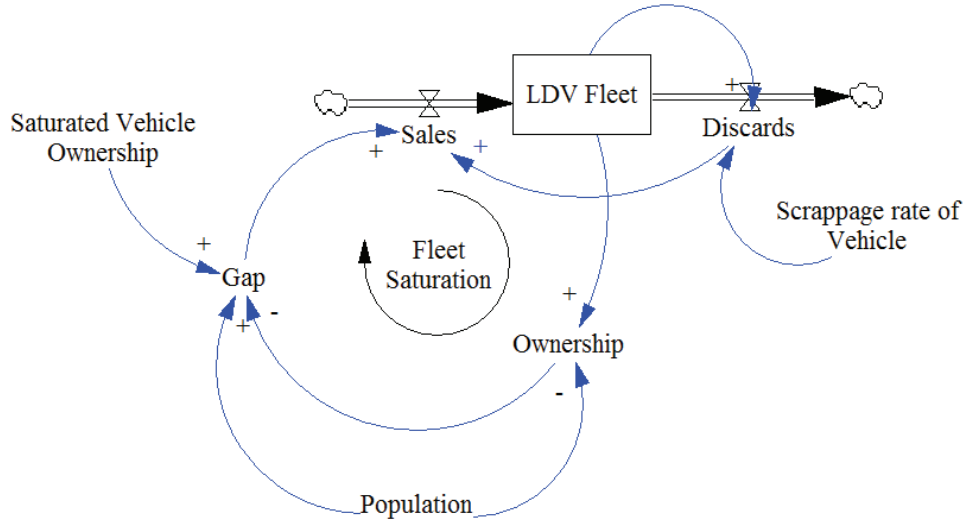 LDV Fleet
+
Sales
+
+
Discards
Saturated Vehicle
Ownership
Scrappage rate of
Vehicle
+
Gap
Fleet
Saturation
+
-
+
Ownership
-
Population